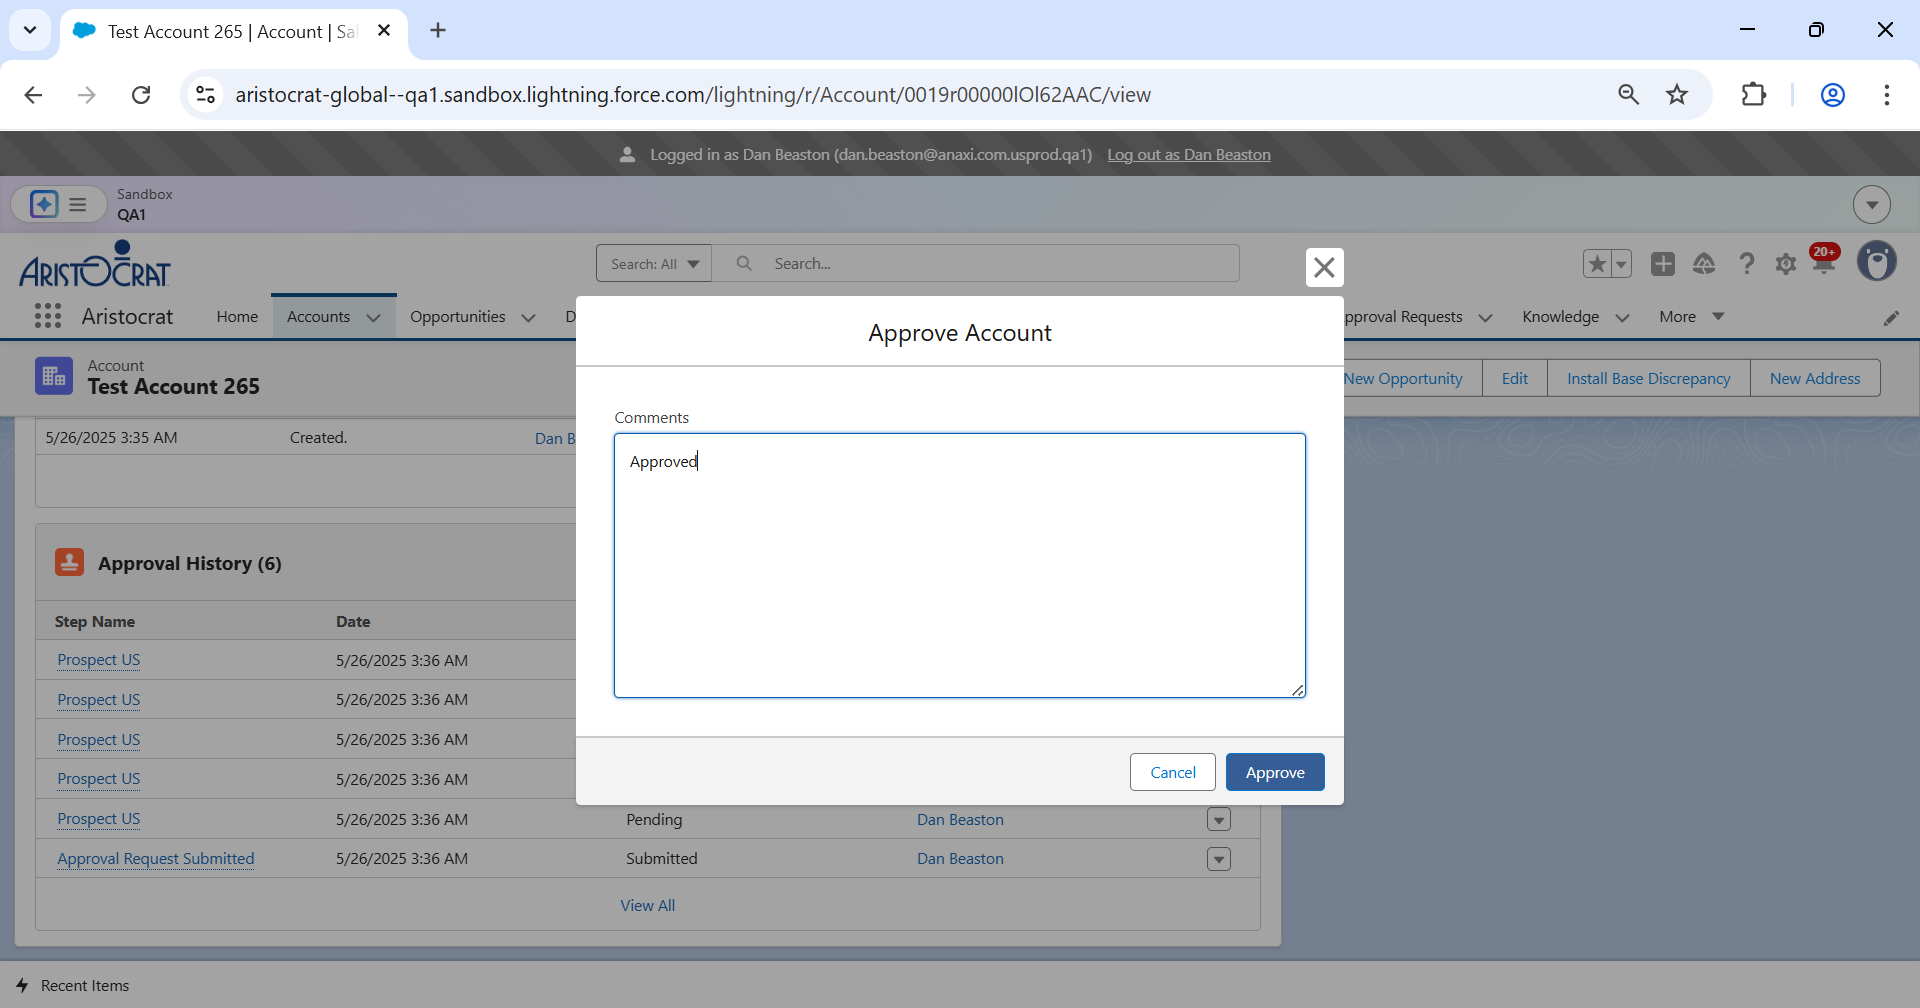 Test Account 265 | Account | Sa
aristocrat-global--qa1.sandbox.lightning.force.com/lightning/r/Account/0019r00000lOl62AAC/view
Logged in as Dan Beaston (dan.beaston@anaxi.com.usprod.qa1) Log out as Dan Beaston
Sandbox
QA1
ARISTOCRAT
Search: All
Search...
20+
Aristocrat
Home
Accounts
Opportunities
D
pproval Requests
Knowledge
More
Account
Test Account 265
New Opportunity
Edit
Install Base Discrepancy
New Address
Approve Account
Comments
Approved
Cancel
Approve
5/26/2025 3:35 AM Created. Dan B
Approval History (6)
Step Name Date
Prospect US 5/26/2025 3:36 AM
Prospect US 5/26/2025 3:36 AM
Prospect US 5/26/2025 3:36 AM
Prospect US 5/26/2025 3:36 AM
Prospect US 5/26/2025 3:36 AM Pending Dan Beaston
Approval Request Submitted 5/26/2025 3:36 AM Submitted Dan Beaston
View All
Recent Items